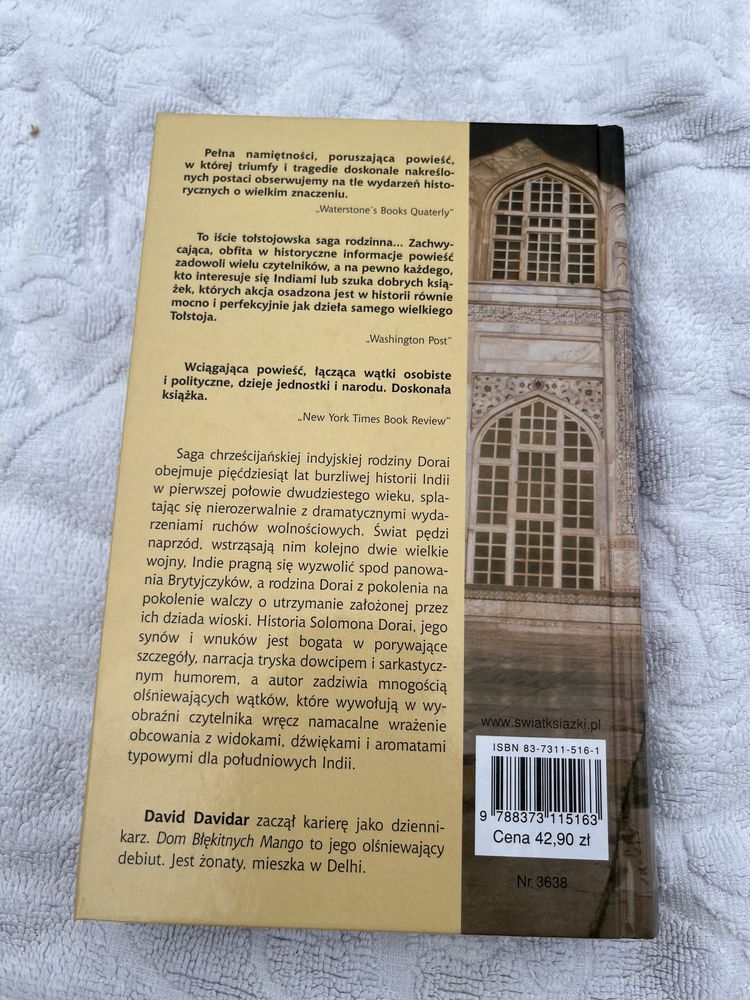 Pełna namiętności, poruszająca powieść,
w której triumfy i tragedie doskonale nakreślo-
nych postaci obserwujemy na tle wydarzeń histo-
rycznych o wielkim znaczeniu.
„Waterstone's Books Quaterly"
To iście tołstojowska saga rodzinna... Zachwy-
cająca, obfita w historyczne informacje powieść
zadowoli wielu czytelników, a na pewno każdego,
kto interesuje się Indiami lub szuka dobrych ksią-
żek, których akcja osadzona jest w historii równie
mocno i perfekcyjnie jak dzieła samego wielkiego
Tołstoja.
„Washington Post"
Wciągająca powieść, łącząca wątki osobiste
i polityczne, dzieje jednostki i narodu. Doskonała
książka.
„New York Times Book Review"
Saga chrześcijańskiej indyjskiej rodziny Dorai
obejmuje pięćdziesiąt lat burzliwej historii Indii
w pierwszej połowie dwudziestego wieku, spla-
tając się nierozerwalnie z dramatycznymi wyda-
rzeniami ruchów wolnościowych. Świat pędzi
naprzód, wstrząsają nim kolejno dwie wielkie
wojny, Indie pragną się wyzwolić spod panowa-
nia Brytyjczyków, a rodzina Dorai z pokolenia na
pokolenie walczy o utrzymanie założonej przez
ich dziada wioski. Historia Solomona Dorai, jego
synów i wnuków jest bogata w porywające
szczegóły, narracja tryska dowcipem i sarkastycz-
nym humorem, a autor zadziwia mnogością
olśniewających wątków, które wywołują w wy-
obraźni czytelnika wręcz namacalne wrażenie
obcowania z widokami, dźwiękami i aromatami
typowymi dla południowych Indii.
David Davidar zaczął karierę jako dzienni-
karz. Dom Błękitnych Mango to jego olśniewający
debiut. Jest żonaty, mieszka w Delhi.
www.swiatksiazki.pl
ISBN 83-7311-516-1
9 788373 115163
Cena 42,90 zł
Nr 3638